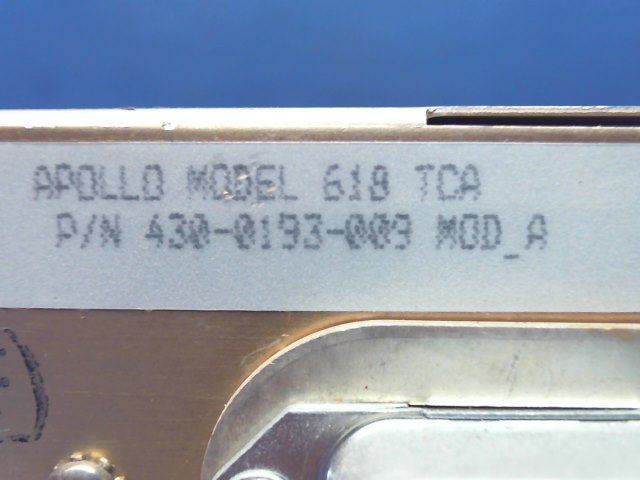 APOLLO MODEL 618 TCA
P/N 430-0193-009 MOD_A